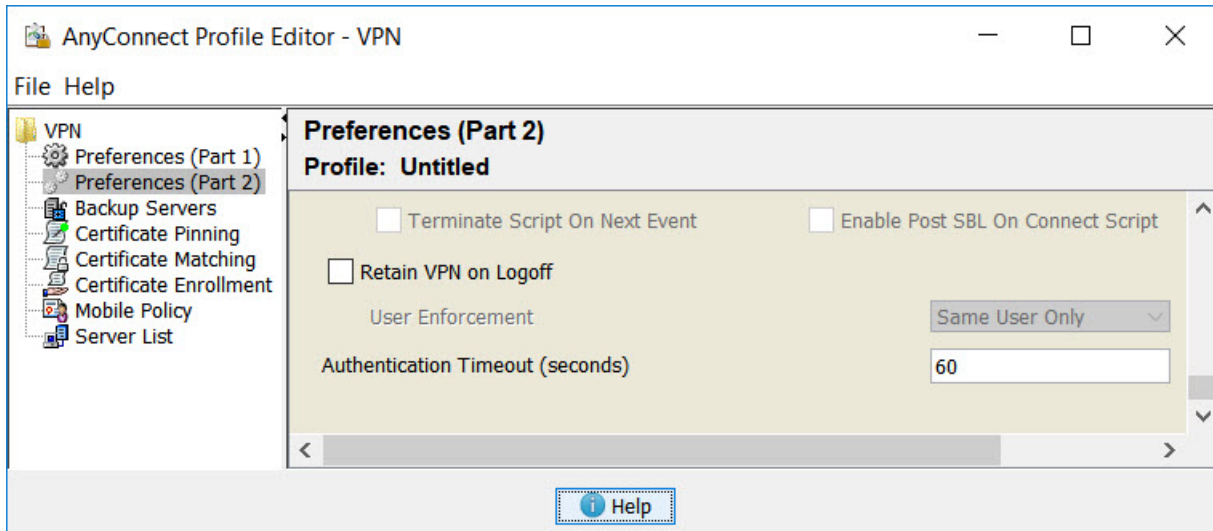 AnyConnect Profile Editor - VPN
File Help
VPN
Preferences (Part 1)
Preferences (Part 2)
Backup Servers
Certificate Pinning
Certificate Matching
Certificate Enrollment
Mobile Policy
Server List
Preferences (Part 2)
Profile: Untitled
Terminate Script On Next Event Enable Post SBL On Connect Script
Retain VPN on Logoff
User Enforcement Same User Only
Authentication Timeout (seconds) 60
Help